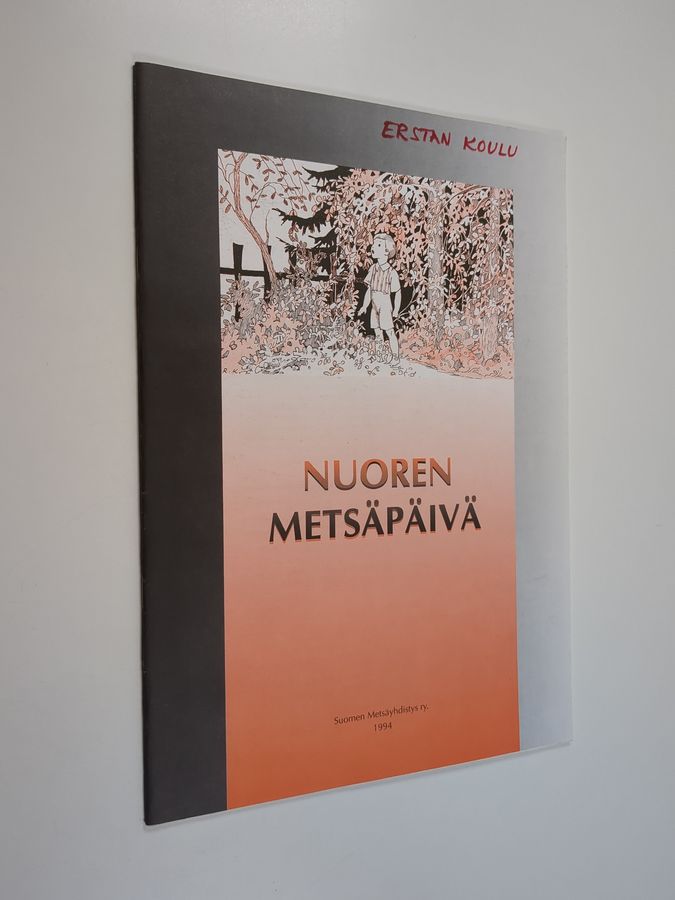 ERSTAN KOULU
NUOREN
METSÄPÄIVÄ
Suomen Metsäyhdistys ry.
1994